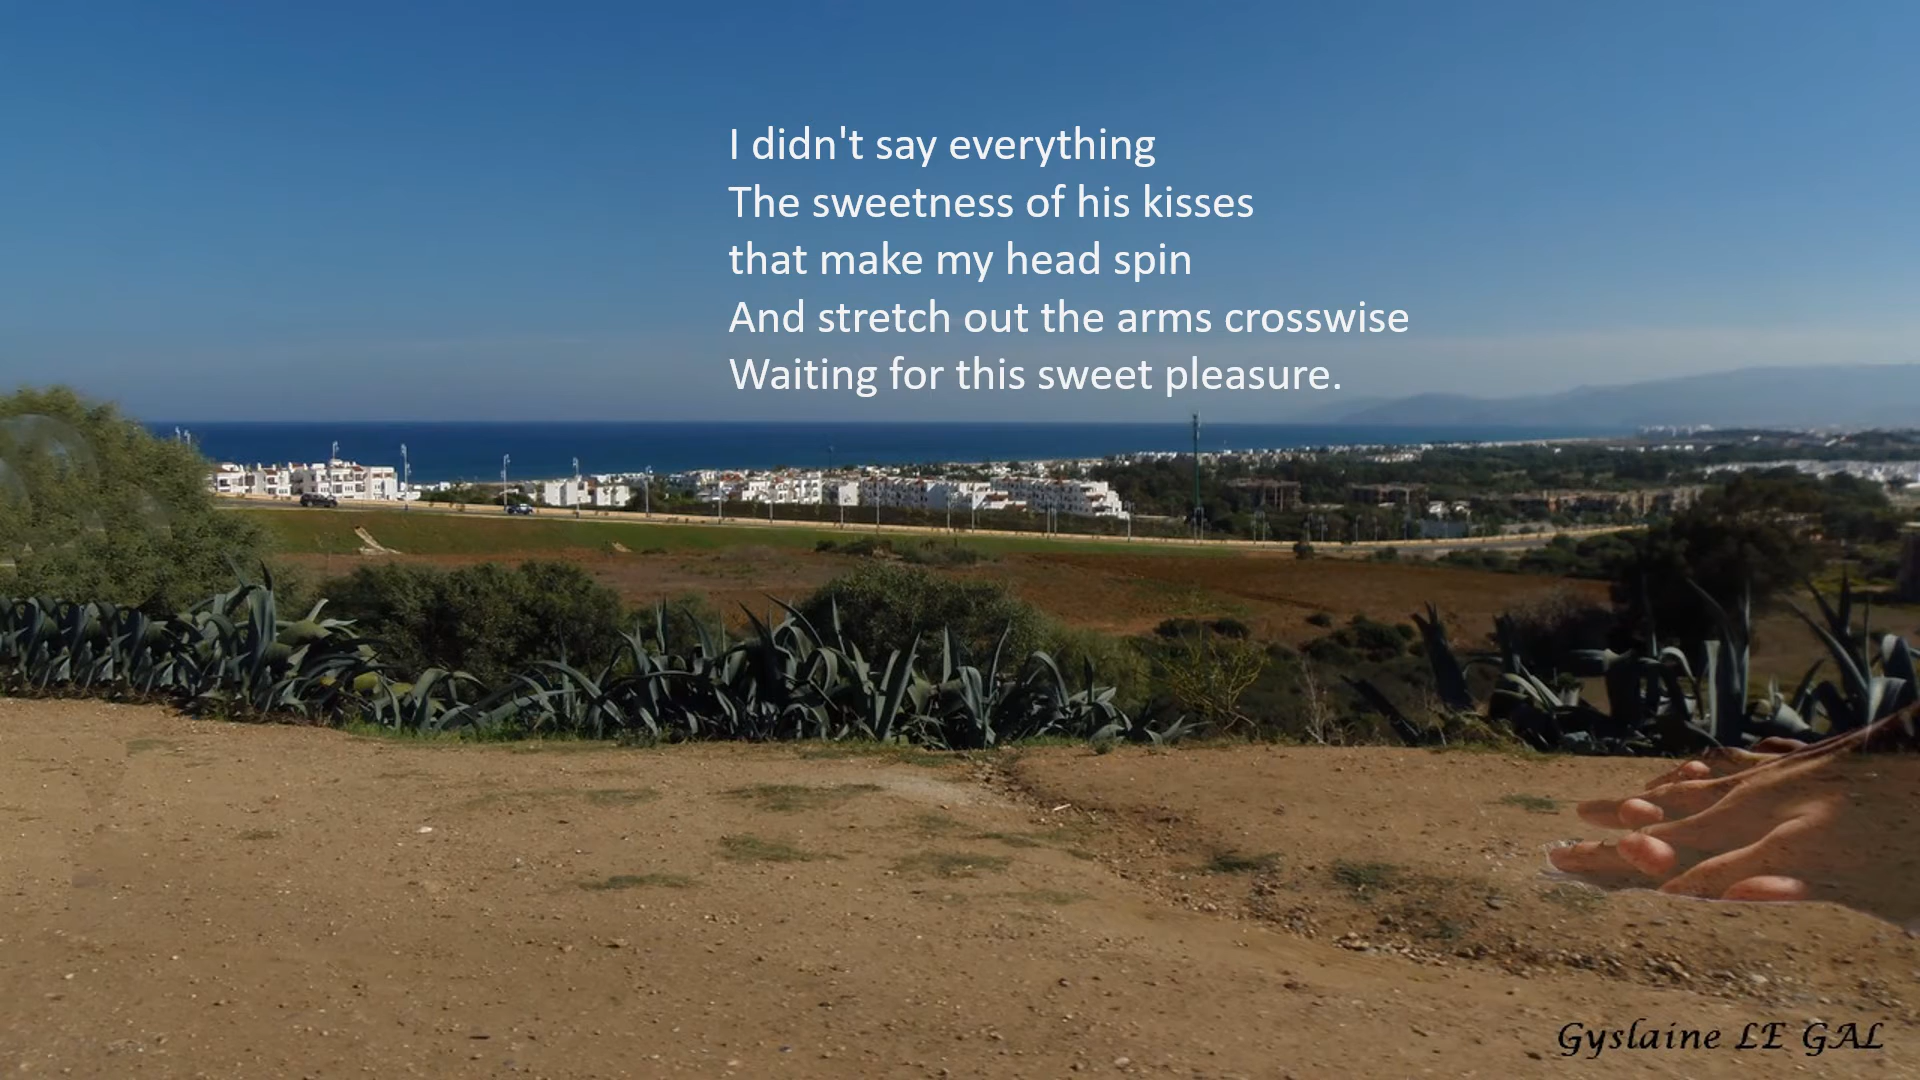 I didn't say everything
The sweetness of his kisses
that make my head spin
And stretch out the arms crosswise
Waiting for this sweet pleasure.
Gyslaine LE GAL